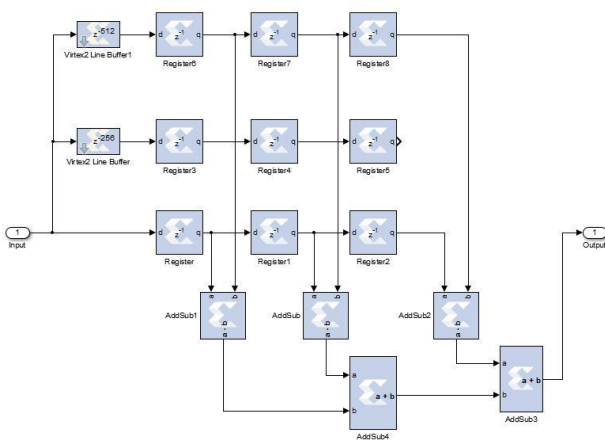 z-512
Virtex2 Line Buffer1
d z-1 q
Register6
d z-1 q
Register7
d z-1 q
Register8
z-256
Virtex2 Line Buffer
d z-1 q
Register3
d z-1 q
Register4
d z-1 q
Register5
1
Input
d z-1 q
Register
d z-1 q
Register1
d z-1 q
Register2
1
Output
a b
a - b
AddSub1
a b
a - b
AddSub
a b
a - b
AddSub2
a
b
a + b
AddSub4
a
b
a + b
AddSub3